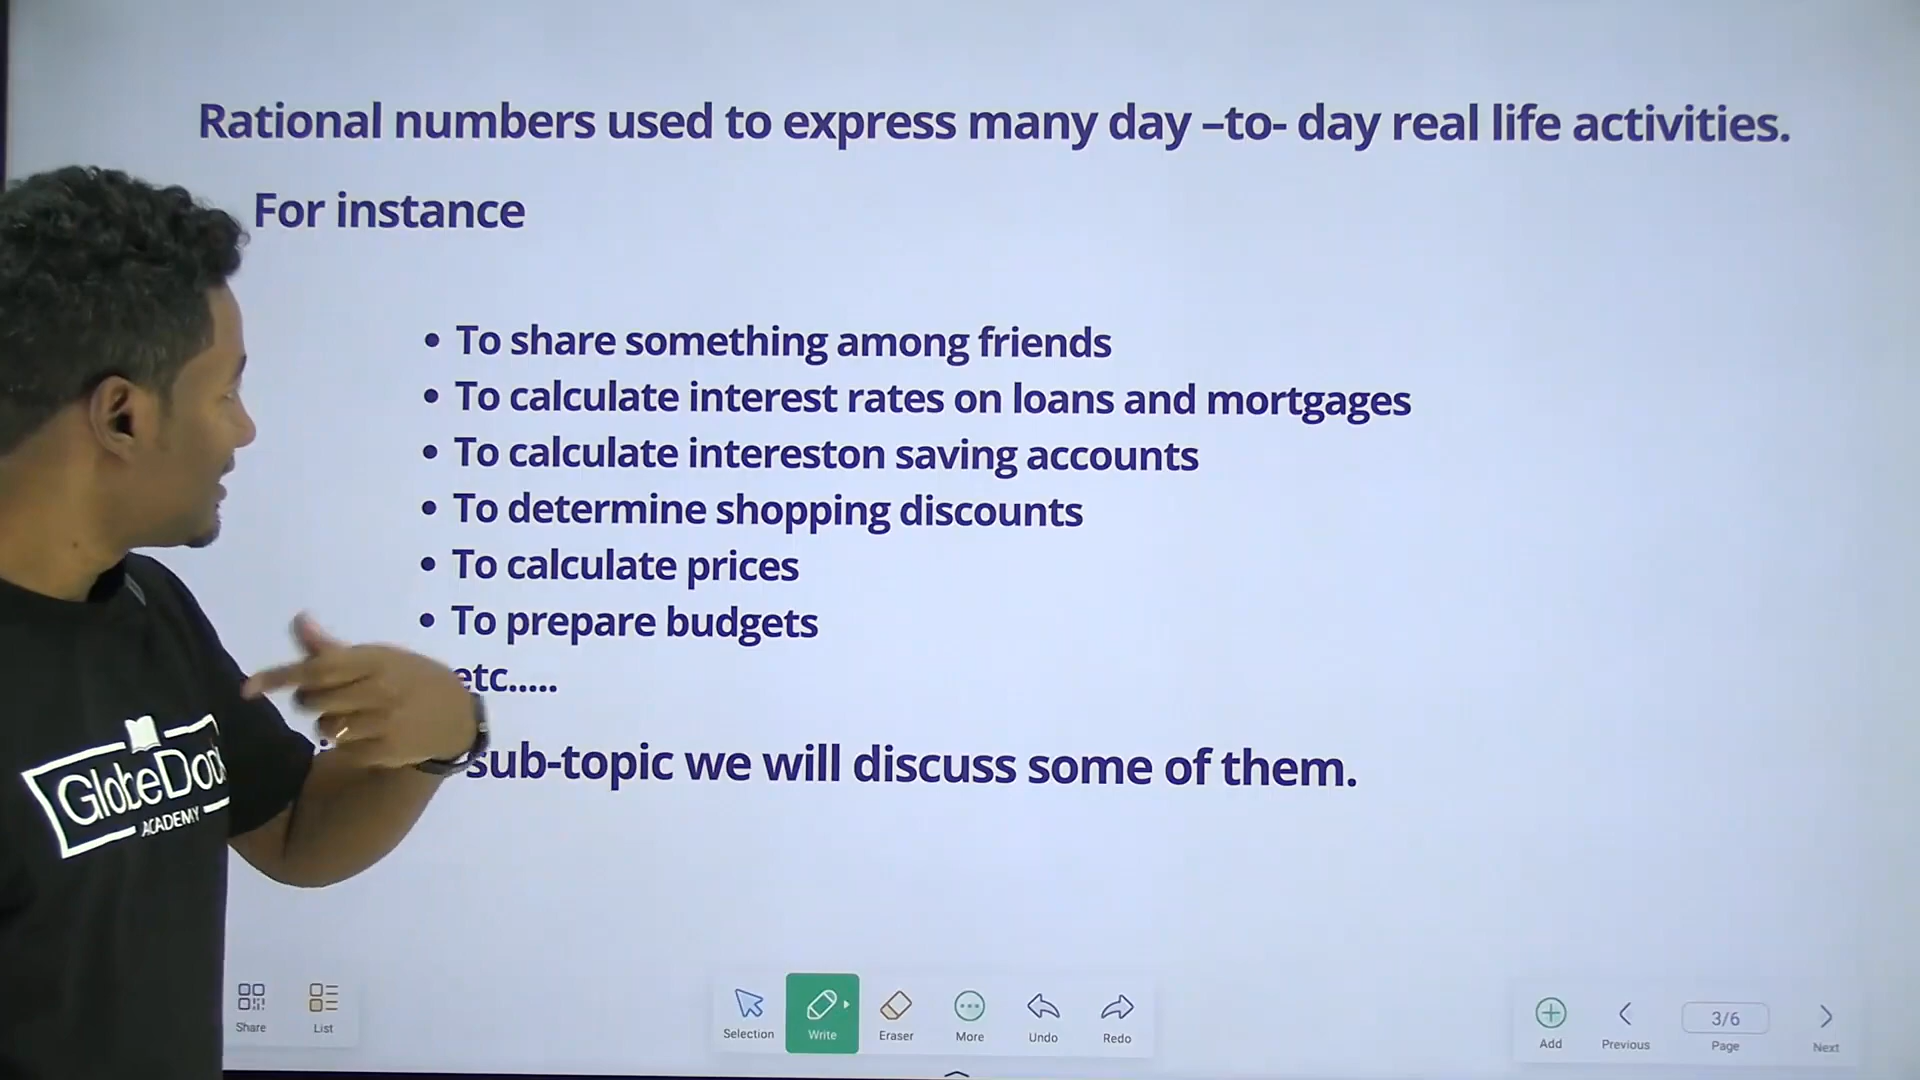 Rational numbers used to express many day –to- day real life activities.
For instance
• To share something among friends
• To calculate interest rates on loans and mortgages
• To calculate intereston saving accounts
• To determine shopping discounts
• To calculate prices
• To prepare budgets
etc.....
sub-topic we will discuss some of them.
GlobeDock
ACADEMY
Share
List
Selection
Write
Eraser
More
Undo
Redo
Add
Previous
3/6
Page
Next